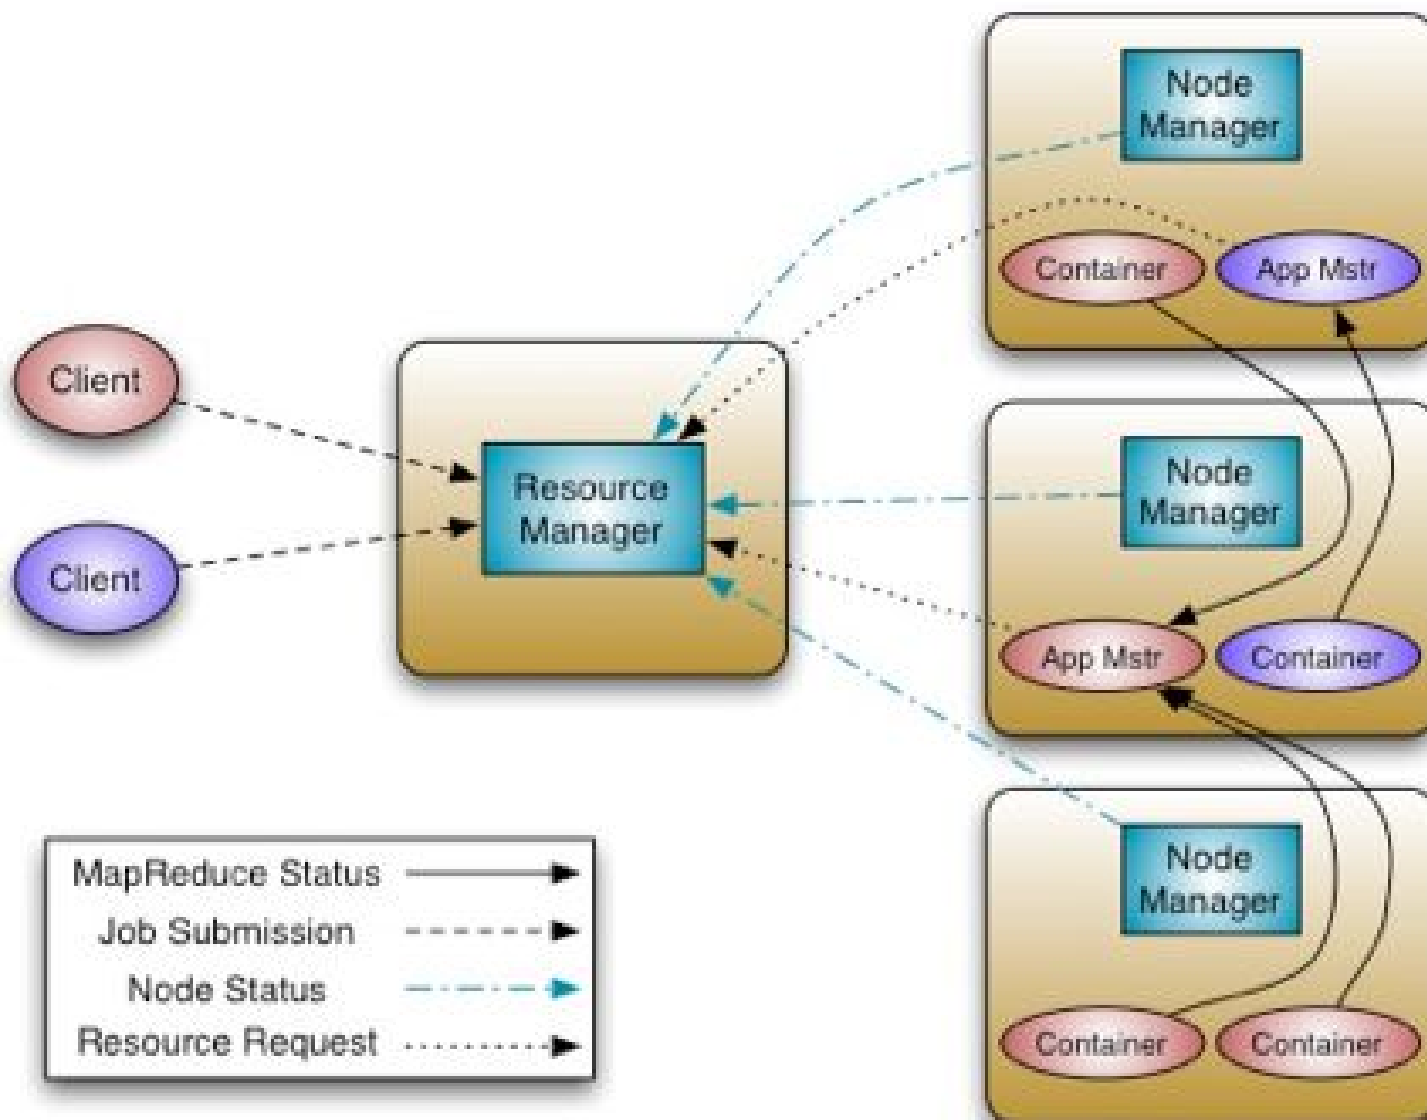 Node
Manager
Container
App Mstr
Client
Client
Resource
Manager
Node
Manager
App Mstr
Container
Node
Manager
Container
Container
MapReduce Status
Job Submission
Node Status
Resource Request